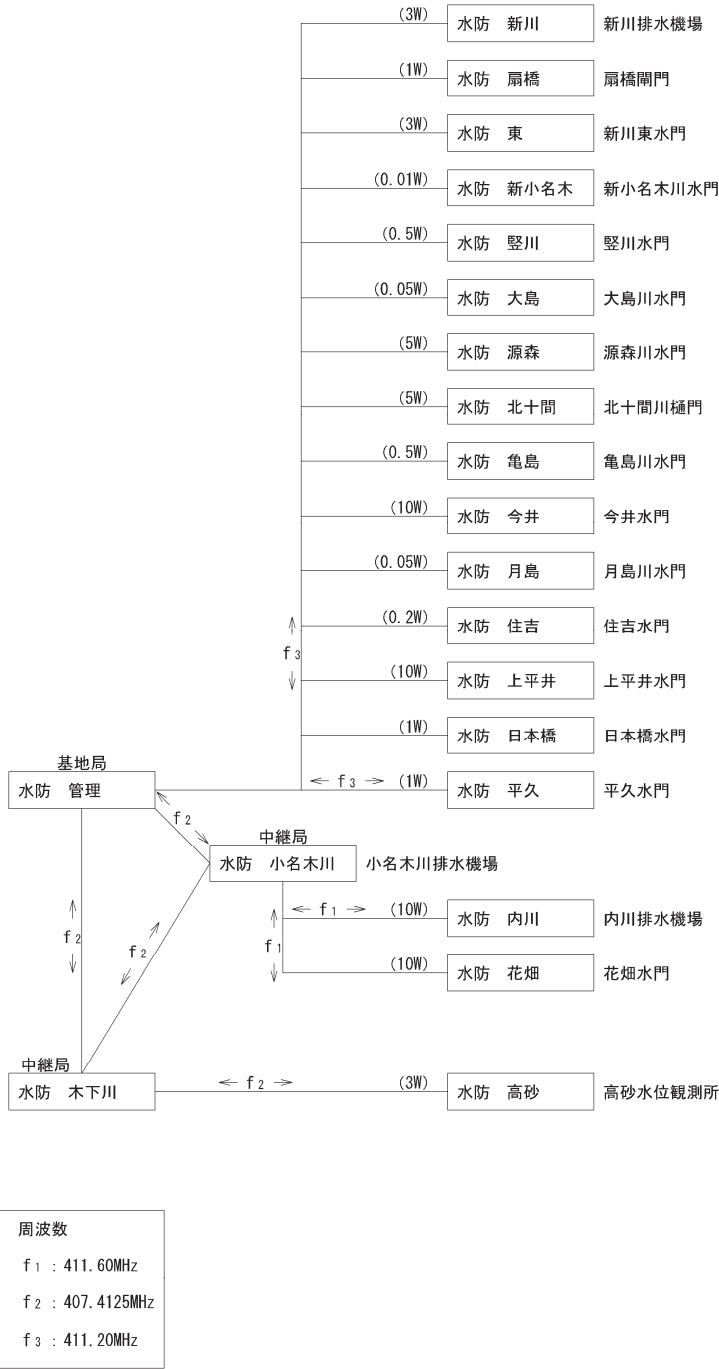 (3W) 水防 新川 新川排水機場
(1W) 水防 扇橋 扇橋閘門
(3W) 水防 東 新川東水門
(0.01W) 水防 新小名木 新小名木川水門
(0.5W) 水防 竪川 竪川水門
(0.05W) 水防 大島 大島川水門
(5W) 水防 源森 源森川水門
(5W) 水防 北十間 北十間川樋門
(0.5W) 水防 亀島 亀島川水門
(10W) 水防 今井 今井水門
(0.05W) 水防 月島 月島川水門
(0.2W) 水防 住吉 住吉水門
f3
(10W) 水防 上平井 上平井水門
(1W) 水防 日本橋 日本橋水門
基地局
水防 管理
← f3 → (1W) 水防 平久 平久水門
f2
中継局
水防 小名木川 小名木川排水機場
← f1 → (10W) 水防 内川 内川排水機場
f2
f2
f1
(10W) 水防 花畑 花畑水門
中継局
水防 木下川 ← f2 → (3W) 水防 高砂 高砂水位観測所
周波数
f1 : 411.60MHz
f2 : 407.4125MHz
f3 : 411.20MHz